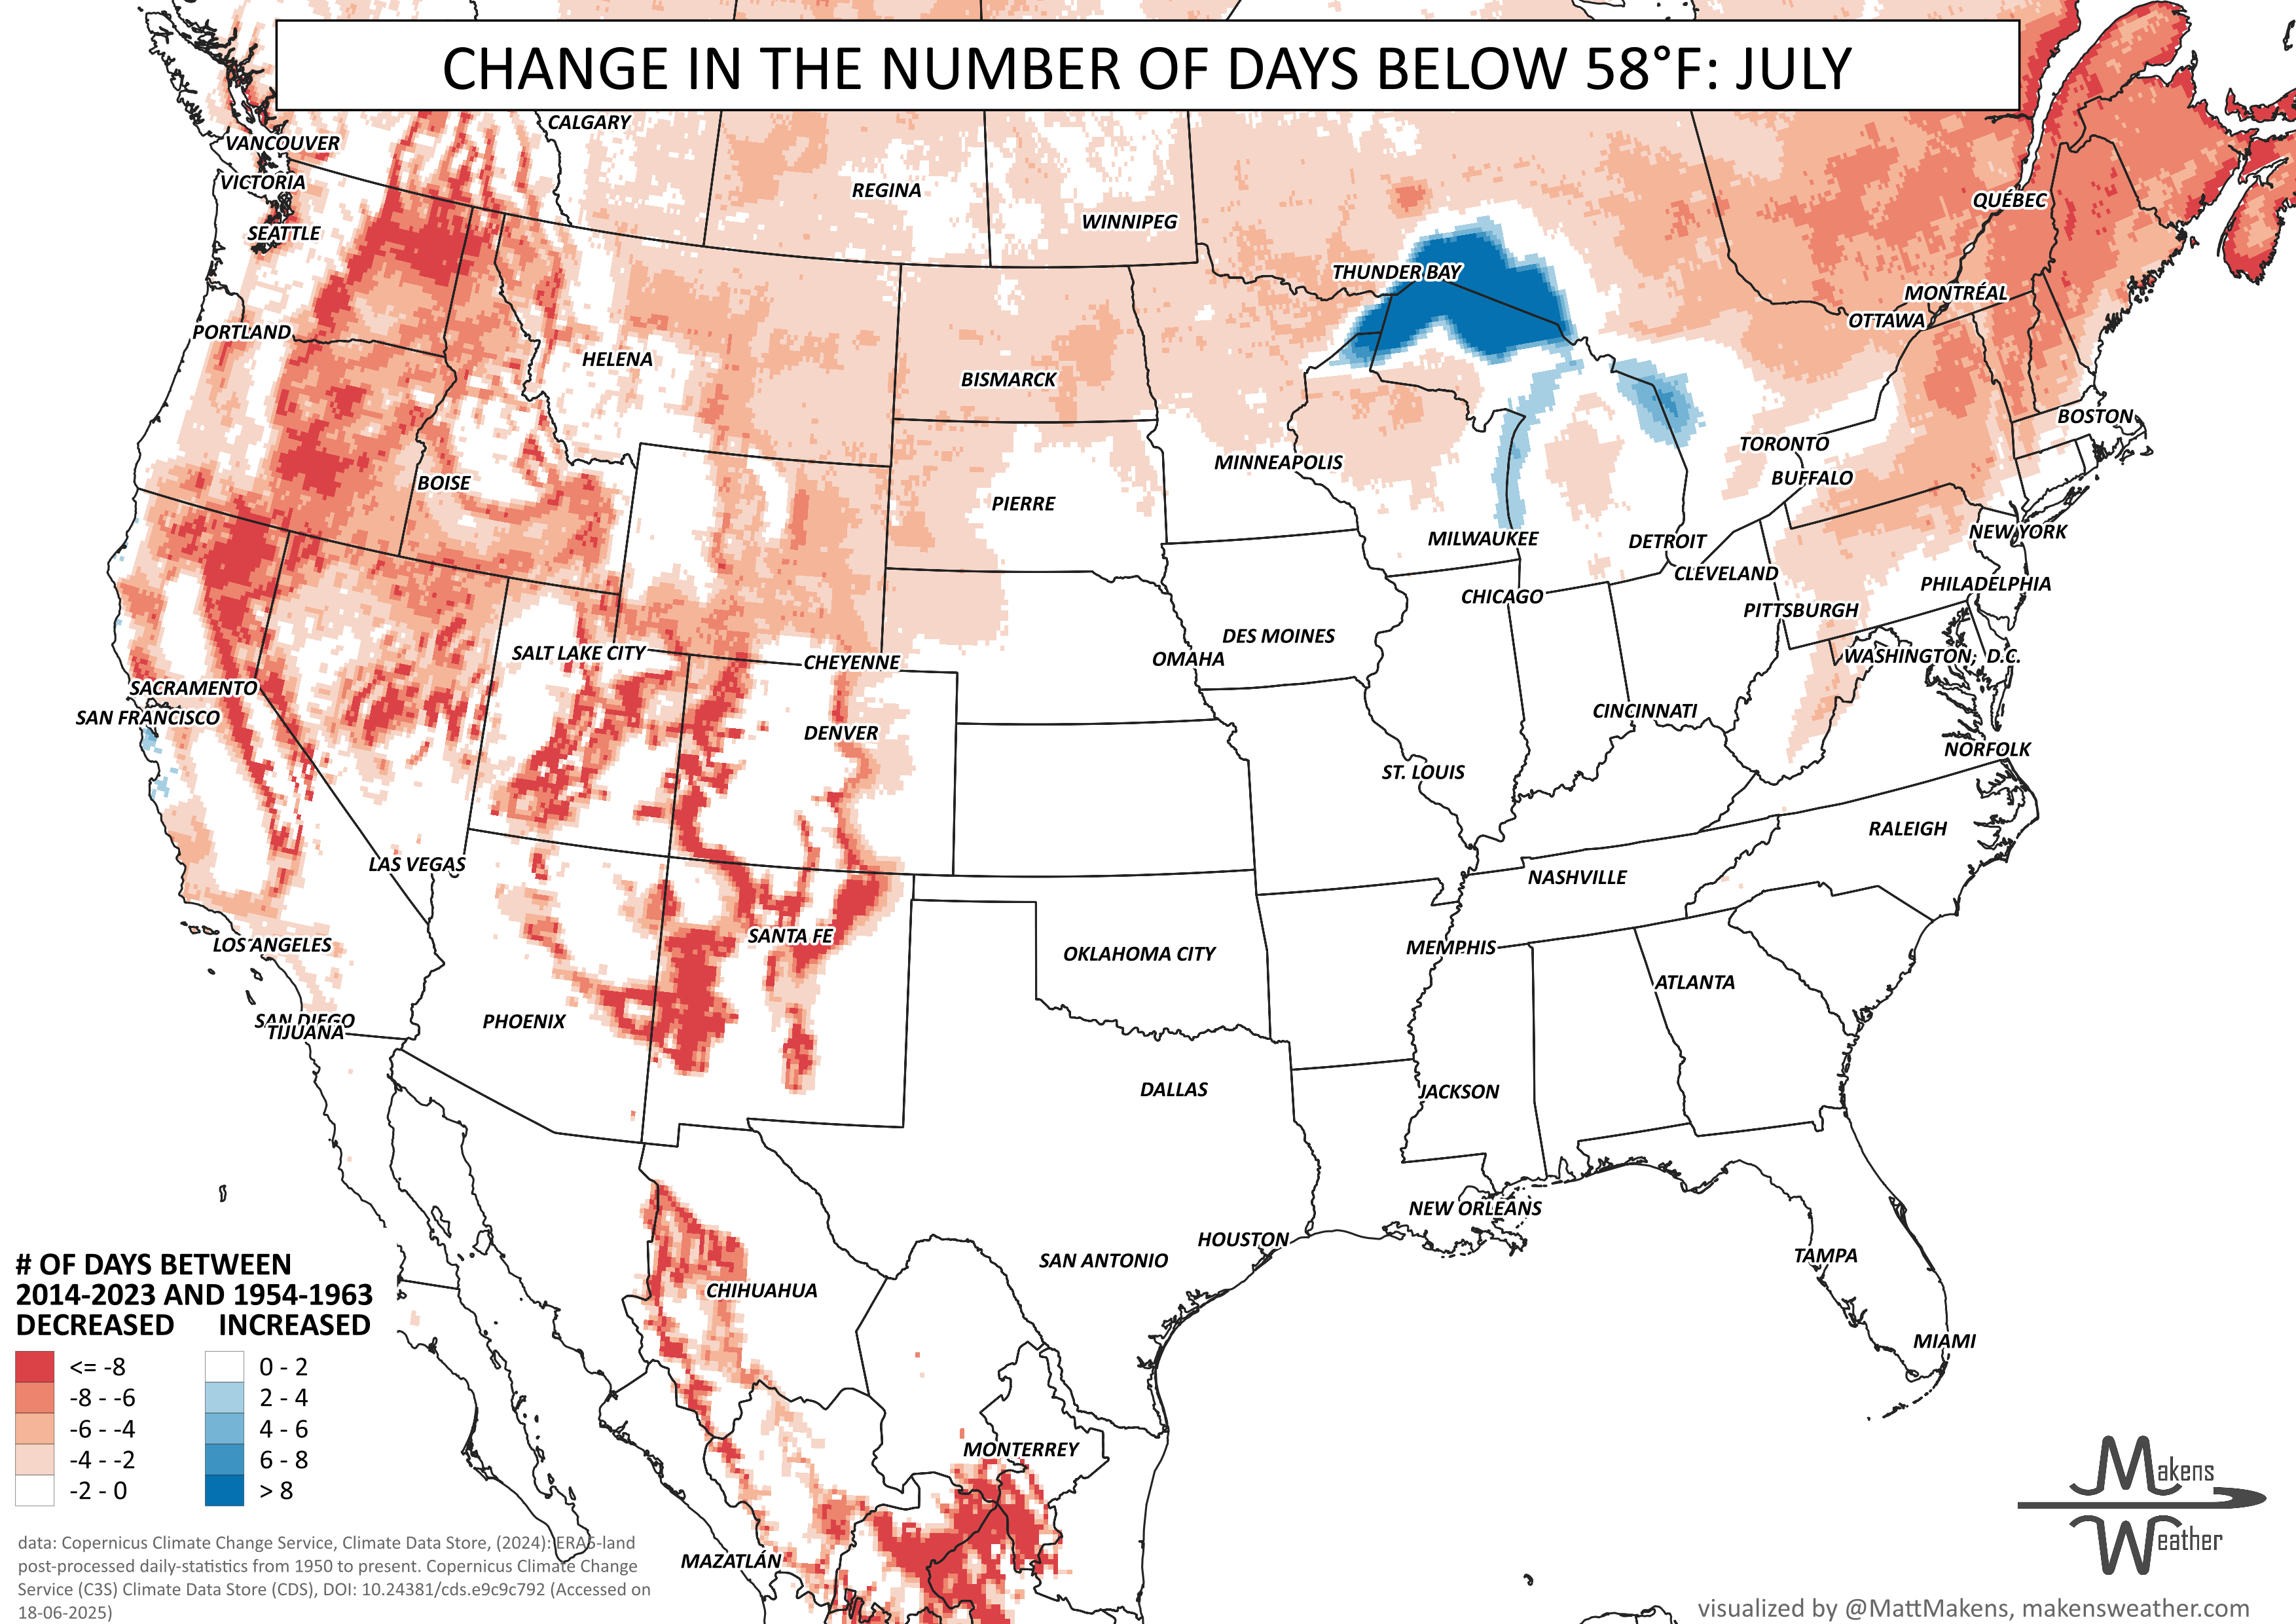 CHANGE IN THE NUMBER OF DAYS BELOW 58°F: JULY
CALGARY
VANCOUVER
VICTORIA
SEATTLE
REGINA
WINNIPEG
QUÉBEC
THUNDER BAY
MONTRÉAL
OTTAWA
PORTLAND
HELENA
BISMARCK
BOSTON
TORONTO
MINNEAPOLIS
BUFFALO
BOISE
PIERRE
NEW YORK
MILWAUKEE
DETROIT
CLEVELAND
PHILADELPHIA
CHICAGO
PITTSBURGH
DES MOINES
SALT LAKE CITY
CHEYENNE
OMAHA
WASHINGTON, D.C.
SACRAMENTO
SAN FRANCISCO
CINCINNATI
DENVER
NORFOLK
ST. LOUIS
RALEIGH
LAS VEGAS
NASHVILLE
SANTA FE
LOS ANGELES
OKLAHOMA CITY
MEMPHIS
ATLANTA
SAN DIEGO
TIJUANA
PHOENIX
DALLAS
JACKSON
NEW ORLEANS
HOUSTON
SAN ANTONIO
TAMPA
CHIHUAHUA
MIAMI
MONTERREY
MAZATLÁN
# OF DAYS BETWEEN
2014-2023 AND 1954-1963
DECREASED INCREASED
<= -8 0 - 2
-8 - -6 2 - 4
-6 - -4 4 - 6
-4 - -2 6 - 8
-2 - 0 > 8
data: Copernicus Climate Change Service, Climate Data Store, (2024): ERA5-land
post-processed daily-statistics from 1950 to present. Copernicus Climate Change
Service (C3S) Climate Data Store (CDS), DOI: 10.24381/cds.e9c9c792 (Accessed on
18-06-2025)
Makens
Weather
visualized by @MattMakens, makensweather.com